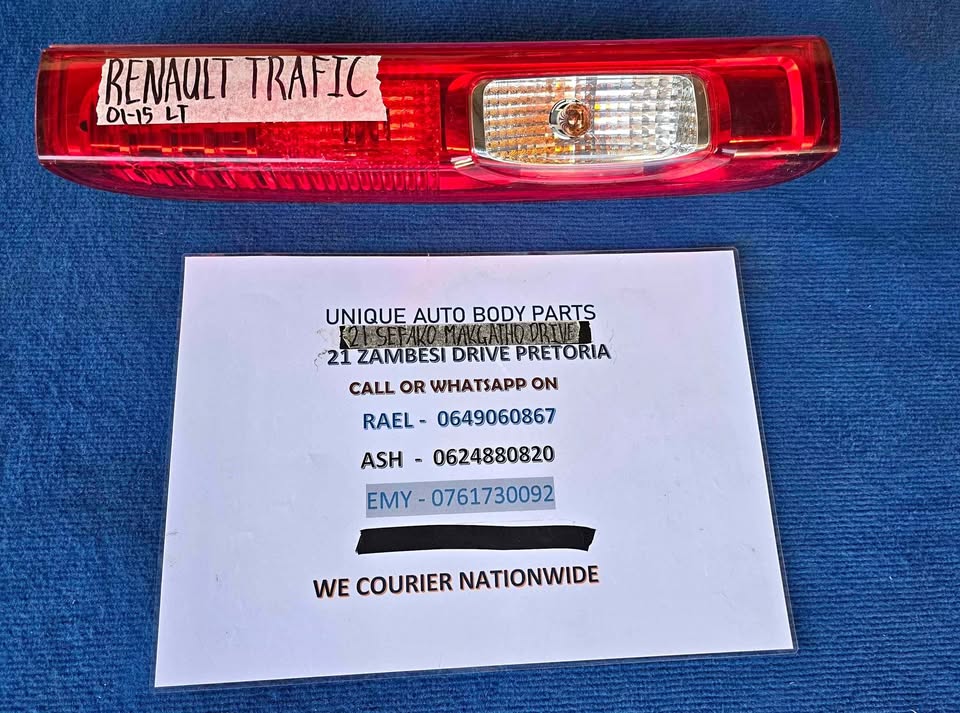 RENAULT TRAFIC
01-15 LT
UNIQUE AUTO BODY PARTS
21 SEFAKO MAKGATHO DRIVE
21 ZAMBESI DRIVE PRETORIA
CALL OR WHATSAPP ON
RAEL - 0649060867
ASH - 0624880820
EMY - 0761730092
WE COURIER NATIONWIDE